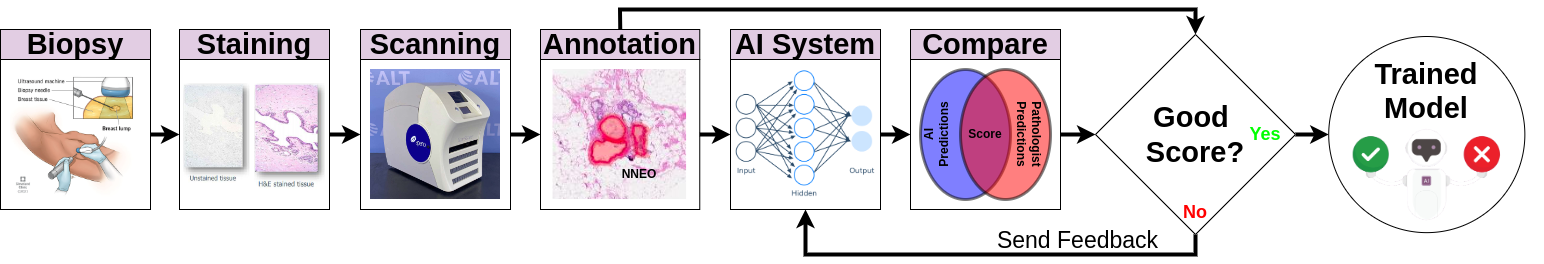 Biopsy
Ultrasound machine
Biopsy needle
Breast tissue
Breast lump
Staining
Unstained tissue
H&E stained tissue
Scanning
ALT
AL
Annotation
NNEO
AI System
Input
Hidden
Output
Compare
AI
Predictions
Score
Pathologist
Predictions
Good
Score?
Yes
No
Send Feedback
Trained
Model
AI